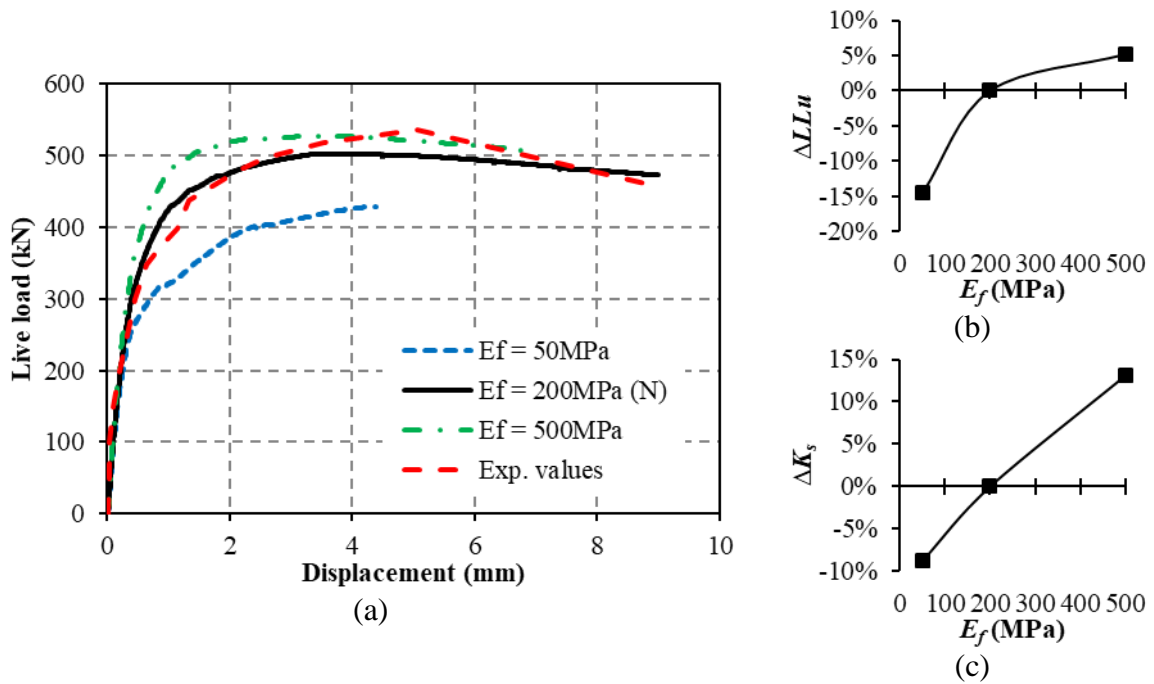 600
500
400
300
200
100
0
Live load (kN)
0 2 4 6 8 10
Displacement (mm)
Ef = 50MPa
Ef = 200MPa (N)
Ef = 500MPa
Exp. values
(a)
10%
5%
0%
-5%
-10%
-15%
-20%
ΔLLu
0 100 200 300 400 500
Ef (MPa)
(b)
15%
10%
5%
0%
-5%
-10%
ΔKs
0 100 200 300 400 500
Ef (MPa)
(c)